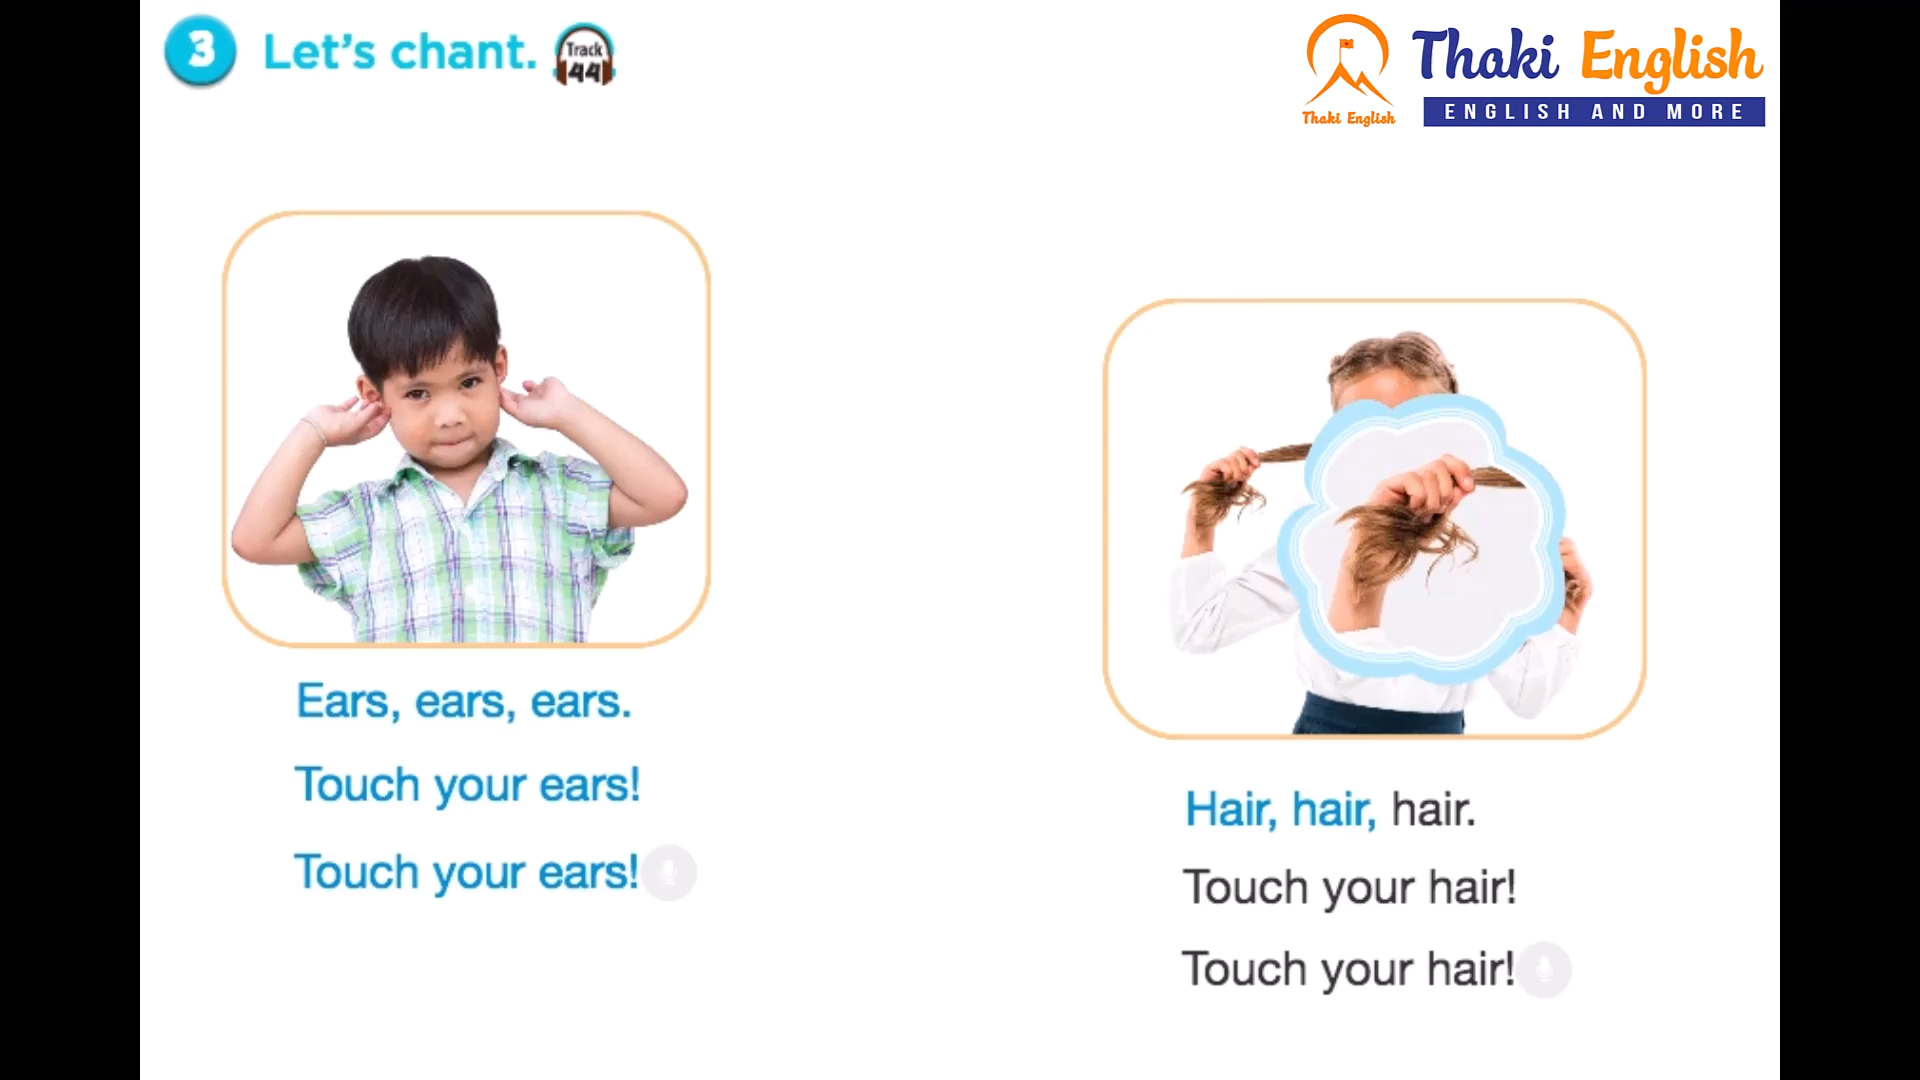 3 Let's chant. Track 44
Thaki English
Thaki English
ENGLISH AND MORE
Ears, ears, ears.
Touch your ears!
Touch your ears!
Hair, hair, hair.
Touch your hair!
Touch your hair!